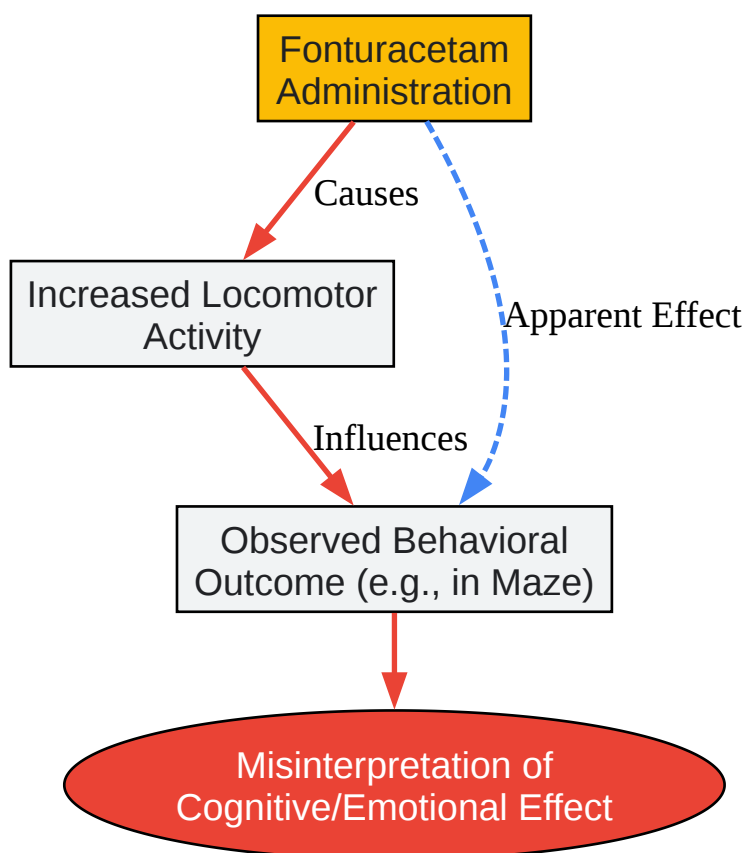 Fonturacetam
Administration
Causes
Increased Locomotor
Activity
Apparent Effect
Influences
Observed Behavioral
Outcome (e.g., in Maze)
Misinterpretation of
Cognitive/Emotional Effect